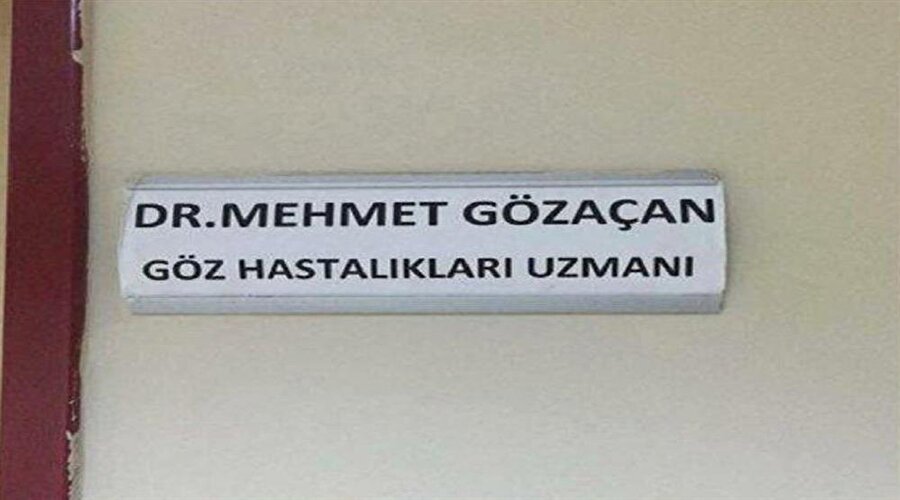 DR.MEHMET GÖZAÇAN
GÖZ HASTALIKLARI UZMANI